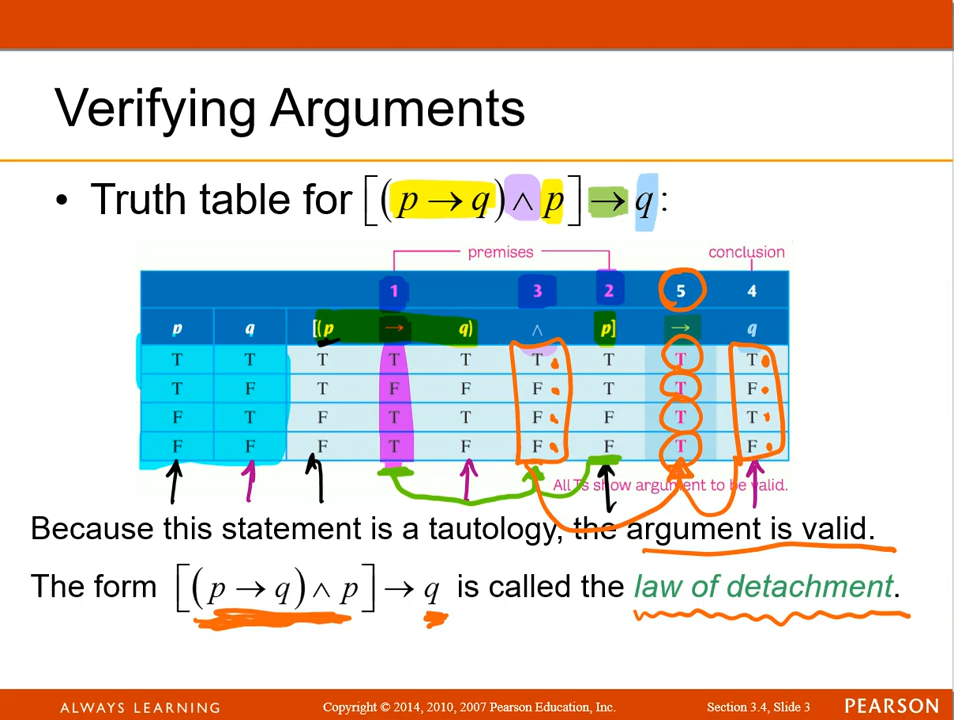 Verifying Arguments
• Truth table for [(p → q) ∧ p] → q :
premises conclusion
1 3 2 5 4
p q [(p → q) ∧ p] → q
T T T T T T T T T
T F T F F F T T F
F T F T T F F T T
F F F T F F F T F
All Ts show argument to be valid.
Because this statement is a tautology, the argument is valid.
The form [(p → q) ∧ p] → q is called the law of detachment.
ALWAYS LEARNING Copyright © 2014, 2010, 2007 Pearson Education, Inc. Section 3.4, Slide 3 PEARSON